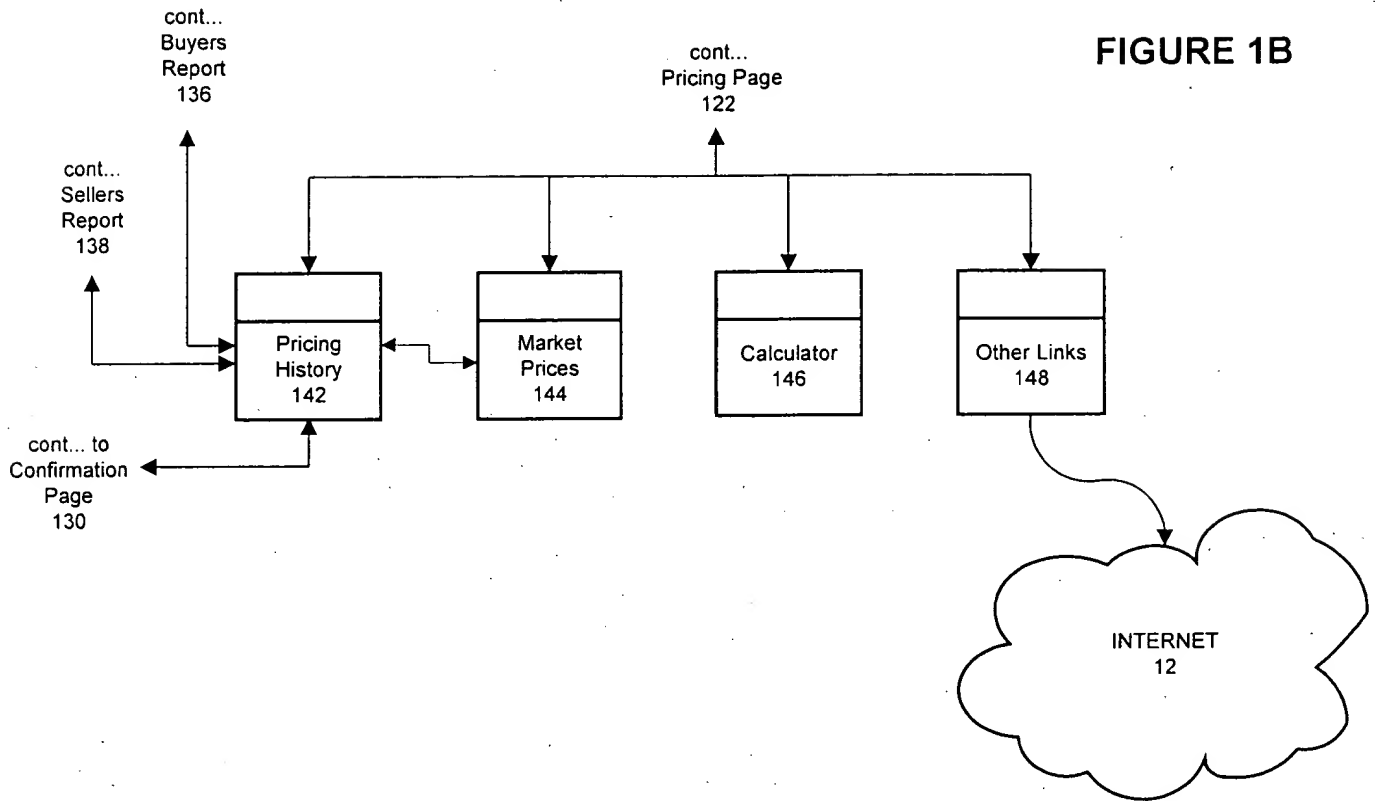 cont...
Buyers
Report
136
cont...
Pricing Page
122
FIGURE 1B
cont...
Sellers
Report
138
Pricing
History
142
Market
Prices
144
Calculator
146
Other Links
148
cont... to
Confirmation
Page
130
INTERNET
12